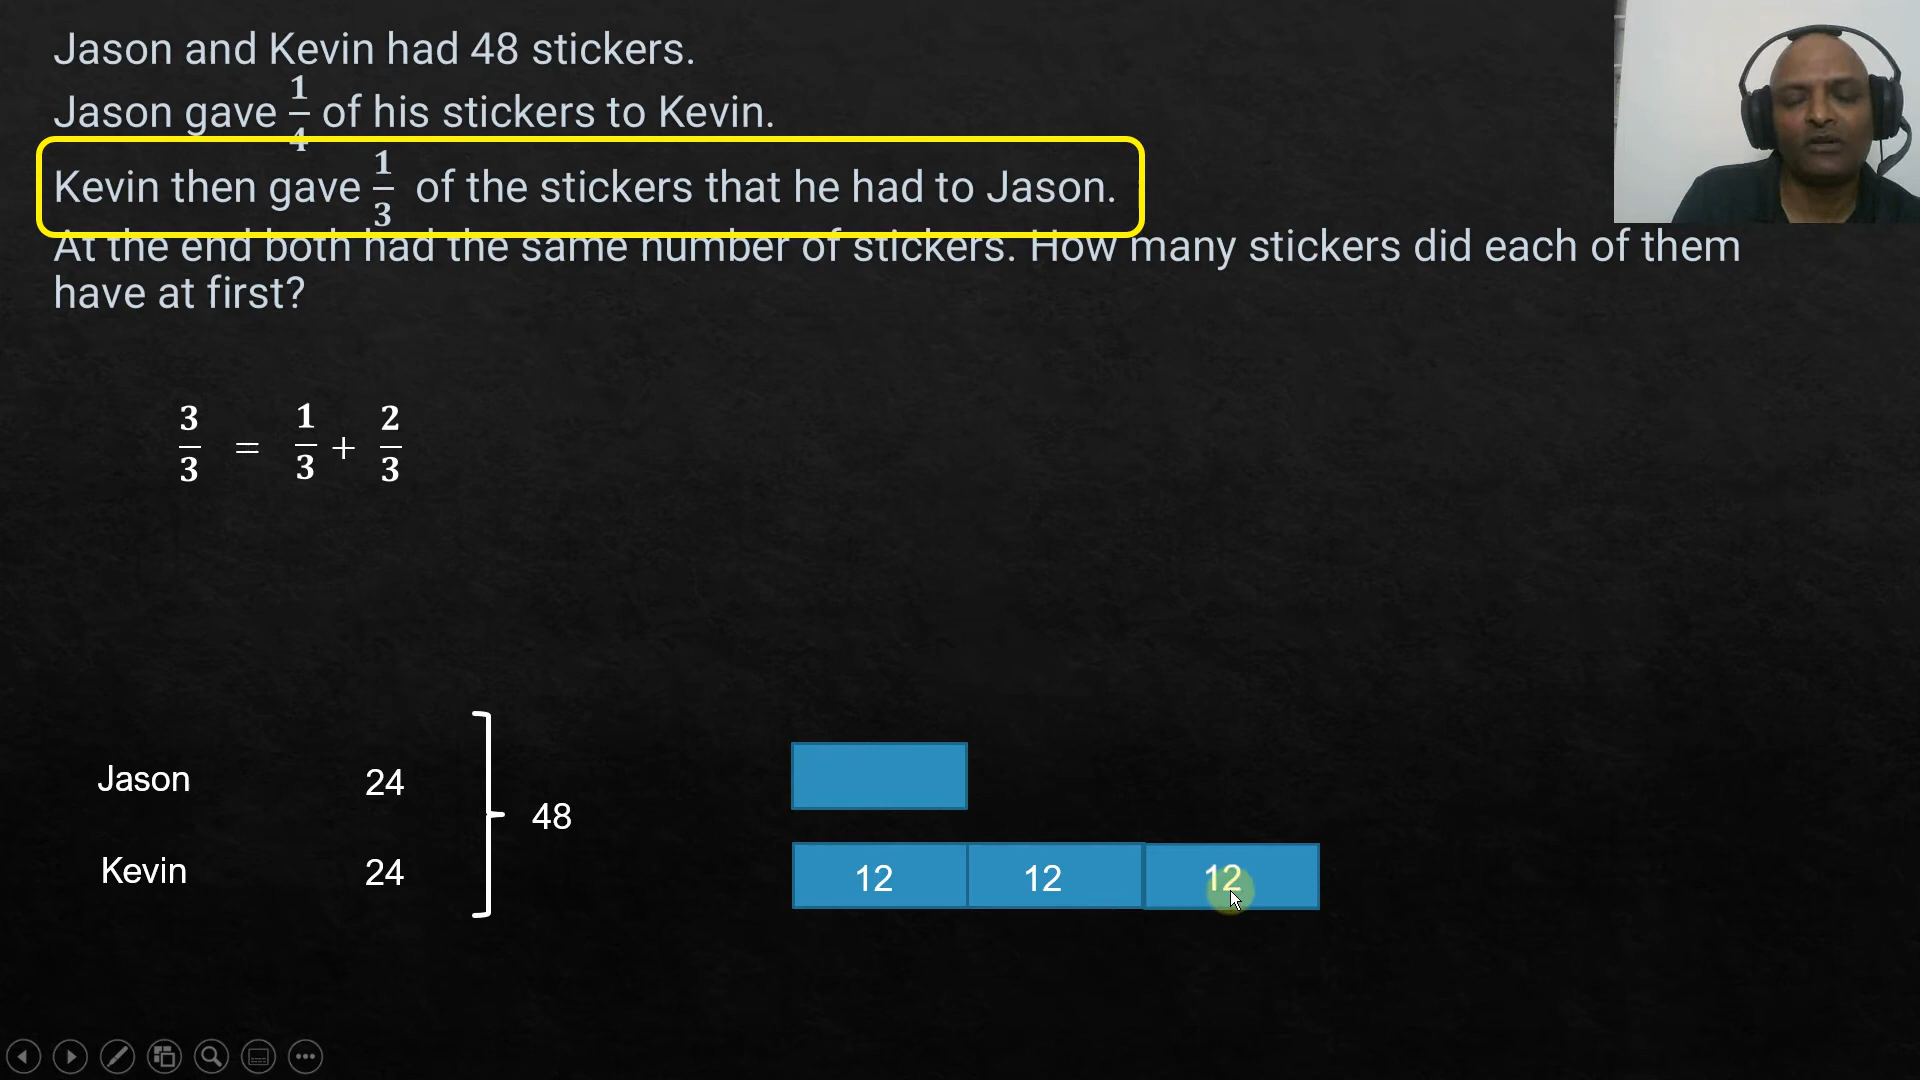 Jason and Kevin had 48 stickers.
Jason gave 1/4 of his stickers to Kevin.
Kevin then gave 1/3 of the stickers that he had to Jason.
At the end both had the same number of stickers. How many stickers did each of them
have at first?
3/3 = 1/3 + 2/3
Jason 24
48
Kevin 24
12 12 12